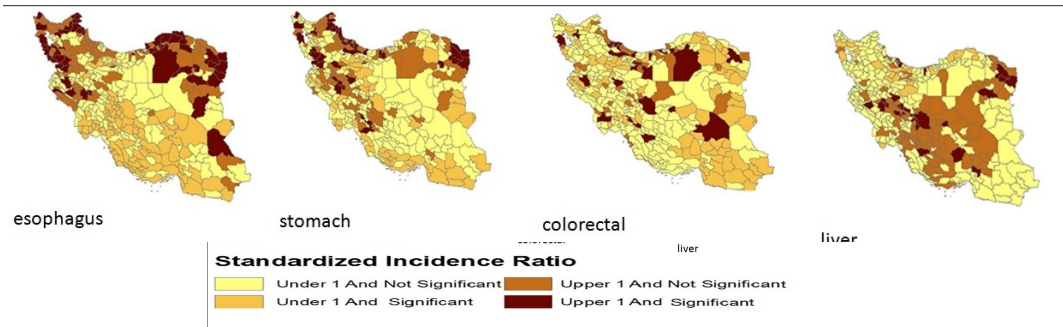 esophagus
stomach
colorectal
liver
colorectal
liver
Standardized Incidence Ratio
Under 1 And Not Significant
Upper 1 And Not Significant
Under 1 And Significant
Upper 1 And Significant